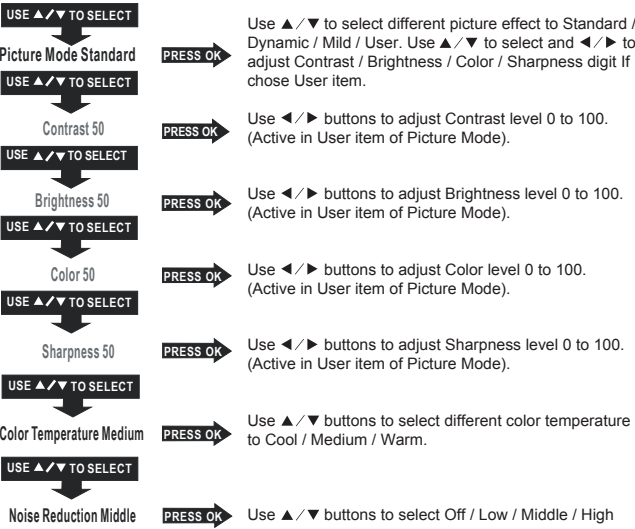 USE ▲/▼ TO SELECT
Picture Mode Standard
PRESS OK
Use ▲/▼ to select different picture effect to Standard /
Dynamic / Mild / User. Use ▲/▼ to select and ◀/▶ to
adjust Contrast / Brightness / Color / Sharpness digit If
chose User item.
USE ▲/▼ TO SELECT
Contrast 50
PRESS OK
Use ◀/▶ buttons to adjust Contrast level 0 to 100.
(Active in User item of Picture Mode).
USE ▲/▼ TO SELECT
Brightness 50
PRESS OK
Use ◀/▶ buttons to adjust Brightness level 0 to 100.
(Active in User item of Picture Mode).
USE ▲/▼ TO SELECT
Color 50
PRESS OK
Use ◀/▶ buttons to adjust Color level 0 to 100.
(Active in User item of Picture Mode).
USE ▲/▼ TO SELECT
Sharpness 50
PRESS OK
Use ◀/▶ buttons to adjust Sharpness level 0 to 100.
(Active in User item of Picture Mode).
USE ▲/▼ TO SELECT
Color Temperature Medium
PRESS OK
Use ▲/▼ buttons to select different color temperature
to Cool / Medium / Warm.
USE ▲/▼ TO SELECT
Noise Reduction Middle
PRESS OK
Use ▲/▼ buttons to select Off / Low / Middle / High